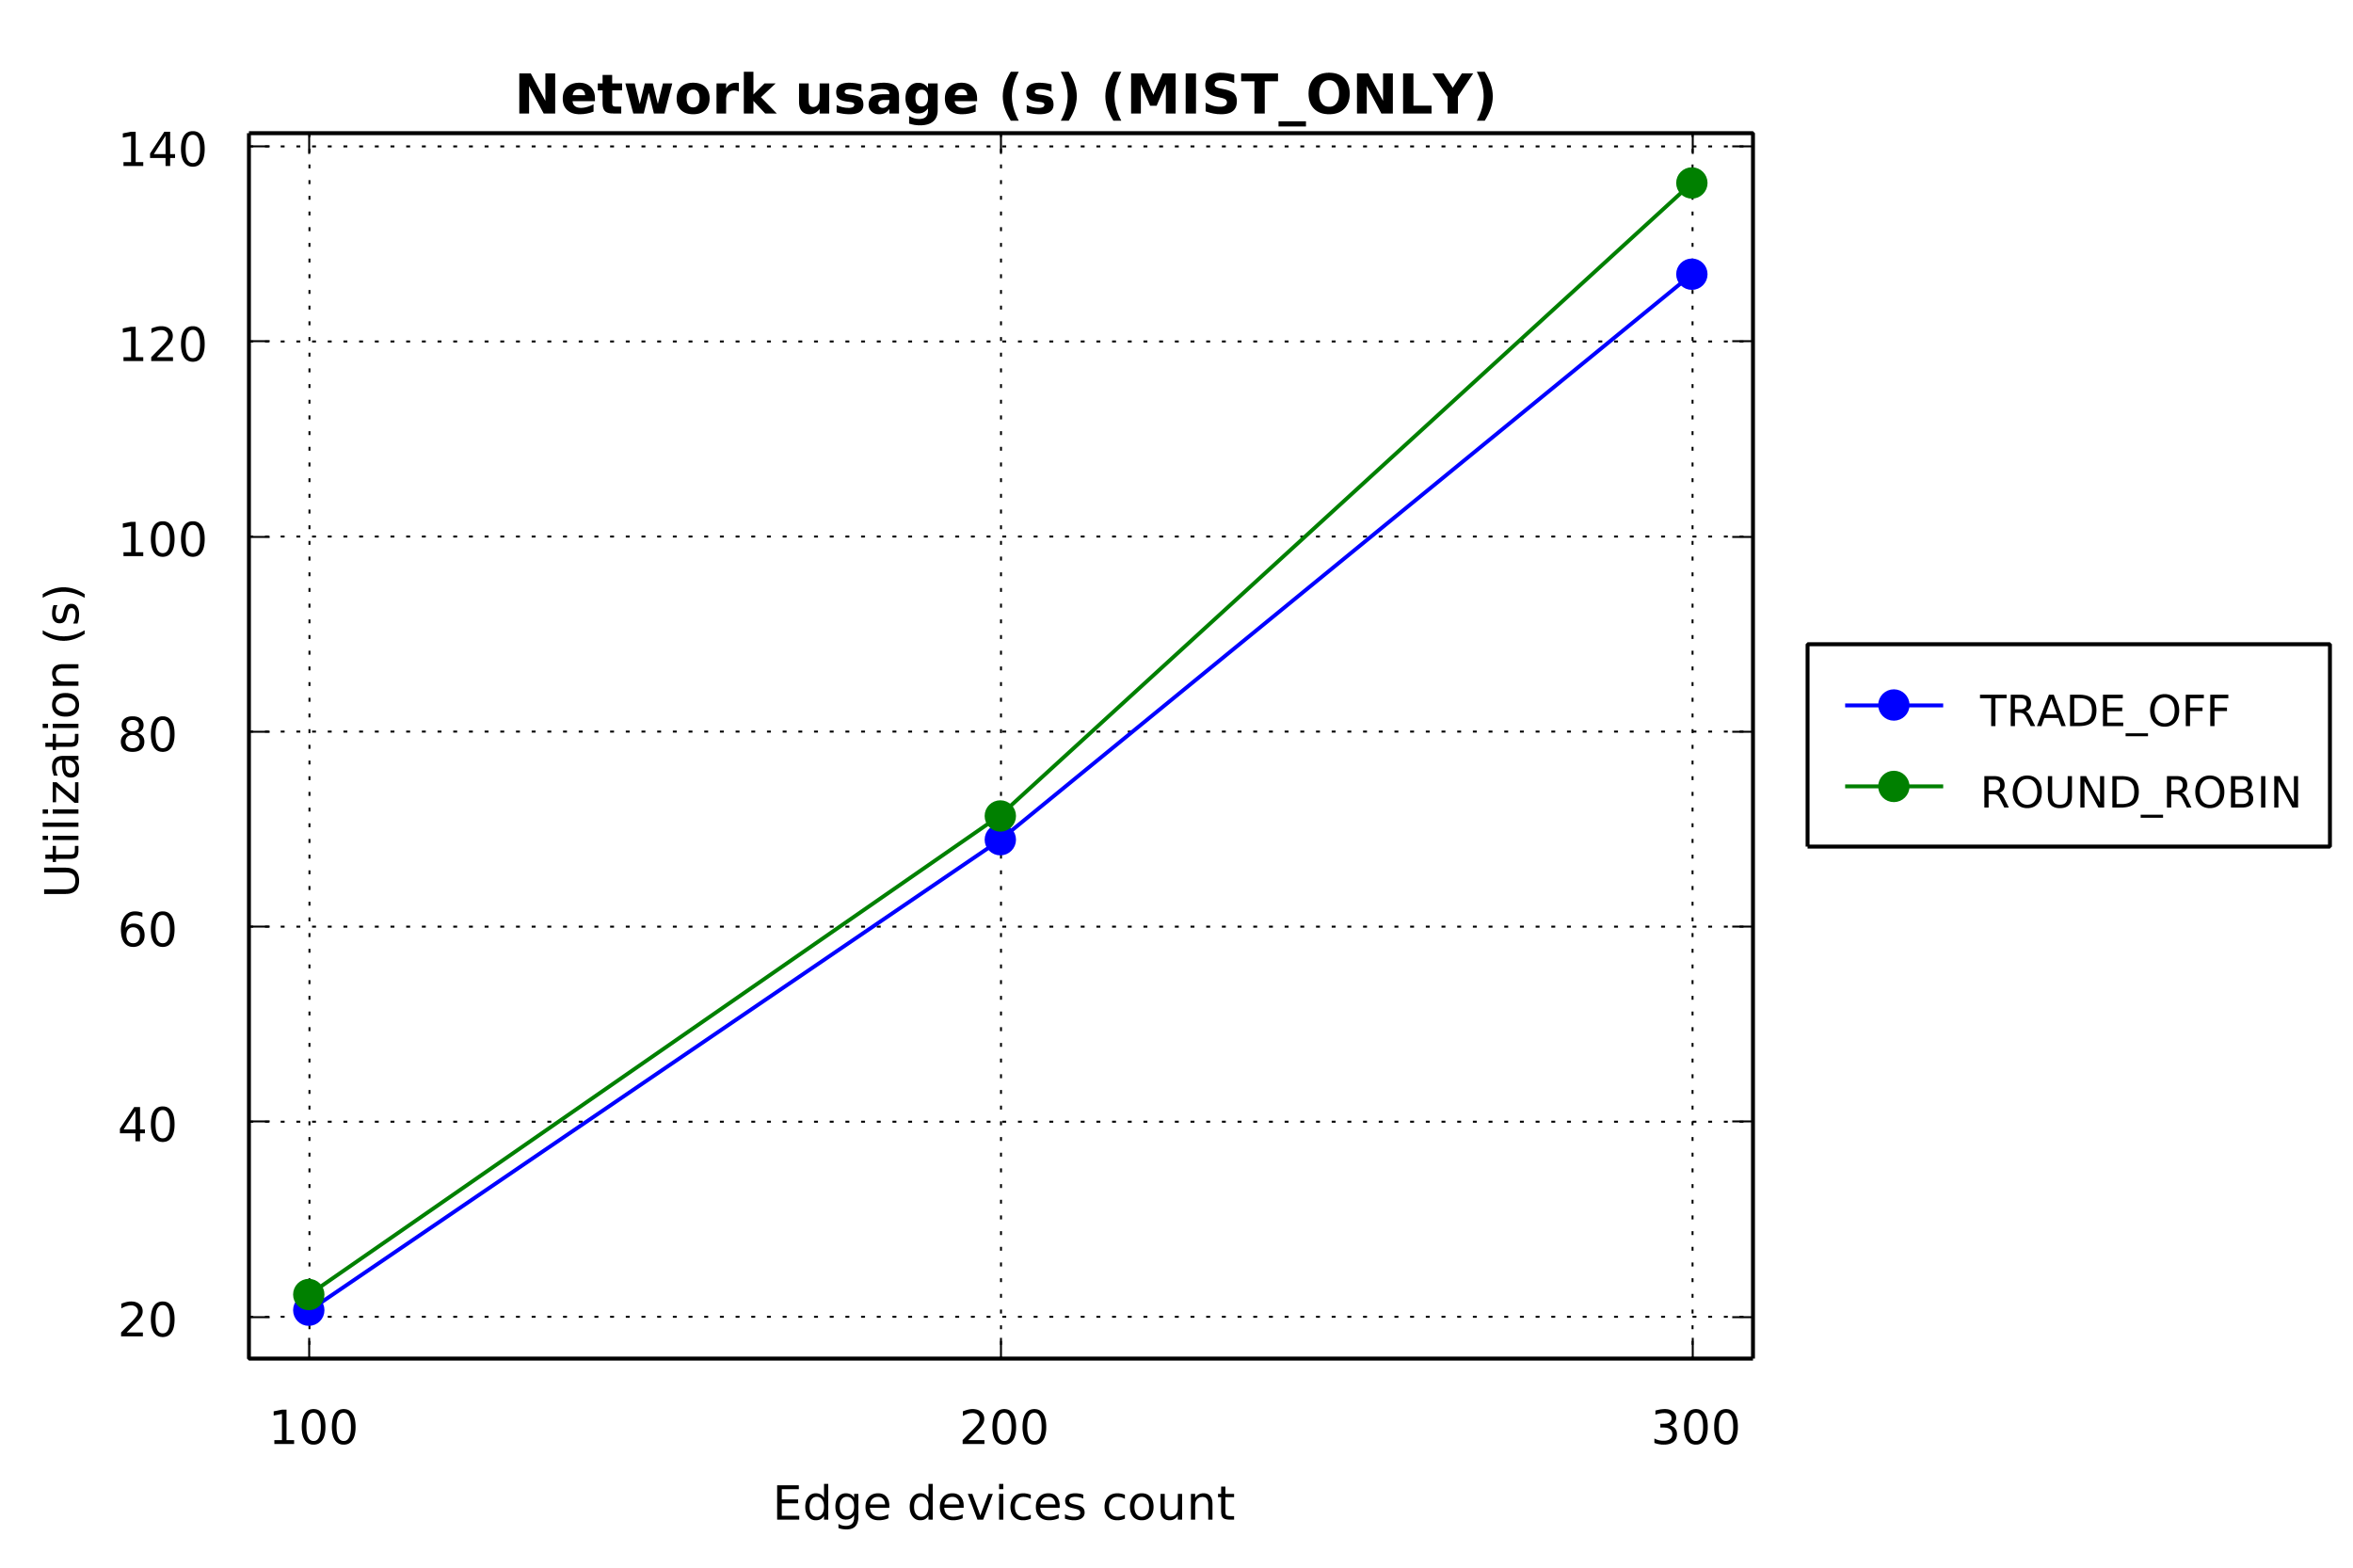 Network usage (s) (MIST_ONLY)
140
120
100
80
60
40
20
Utilization (s)
100 200 300
Edge devices count
TRADE_OFF
ROUND_ROBIN